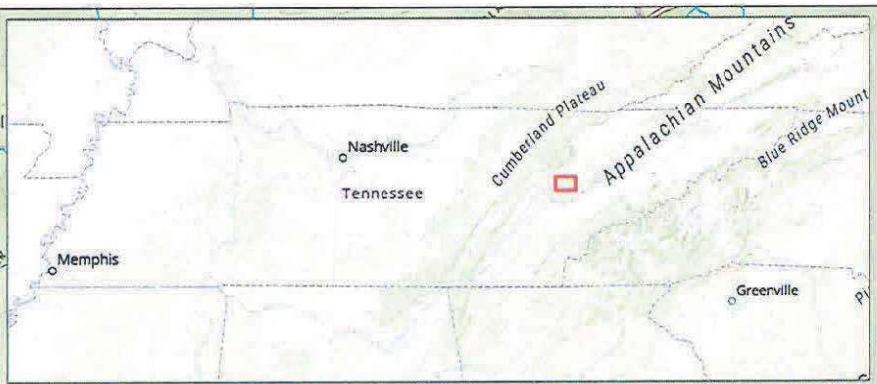 Cumberland Plateau
Appalachian Mountains
Blue Ridge Mount
Nashville
Tennessee
Memphis
Greenville